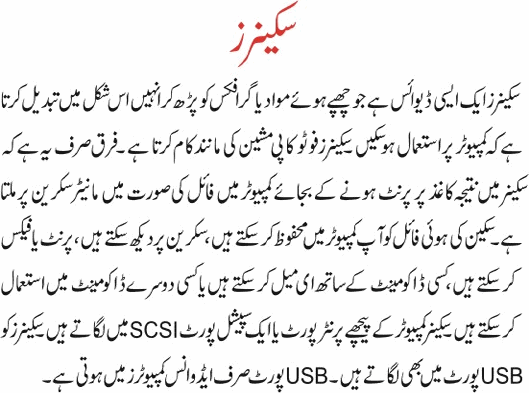 سکینرز
سکینرز ایک ایسی ڈیوائس ہے جو چھپے ہوئے مواد یا گرافکس کو پڑھ کر انہیں اس شکل میں تبدیل کرتا
ہے کہ کمپیوٹر پر استعمال ہوسکیں سکینرز فوٹو کاپی مشین کی مانند کام کرتا ہے۔ فرق صرف یہ ہے کہ
سکینر میں نتیجہ کاغذ پر پرنٹ ہونے کے بجائے کمپیوٹر میں فائل کی صورت میں مانیٹر سکرین پر ملتا
ہے۔ سکین کی ہوئی فائل کو آپ کمپیوٹر میں محفوظ کر سکتے ہیں، سکرین پر دیکھ سکتے ہیں، پرنٹ یا فیکس
کر سکتے ہیں، کسی ڈاکومینٹ کے ساتھ ای میل کر سکتے ہیں یا کسی دوسرے ڈاکومینٹ میں استعمال
کر سکتے ہیں سکینر کمپیوٹر کے پیچھے پرنٹر پورٹ یا ایک سپیشل پورٹ SCSI میں لگاتے ہیں سکینرز کو
USB پورٹ میں بھی لگاتے ہیں۔ USB پورٹ صرف ایڈوانس کمپیوٹرز میں ہوتی ہے۔